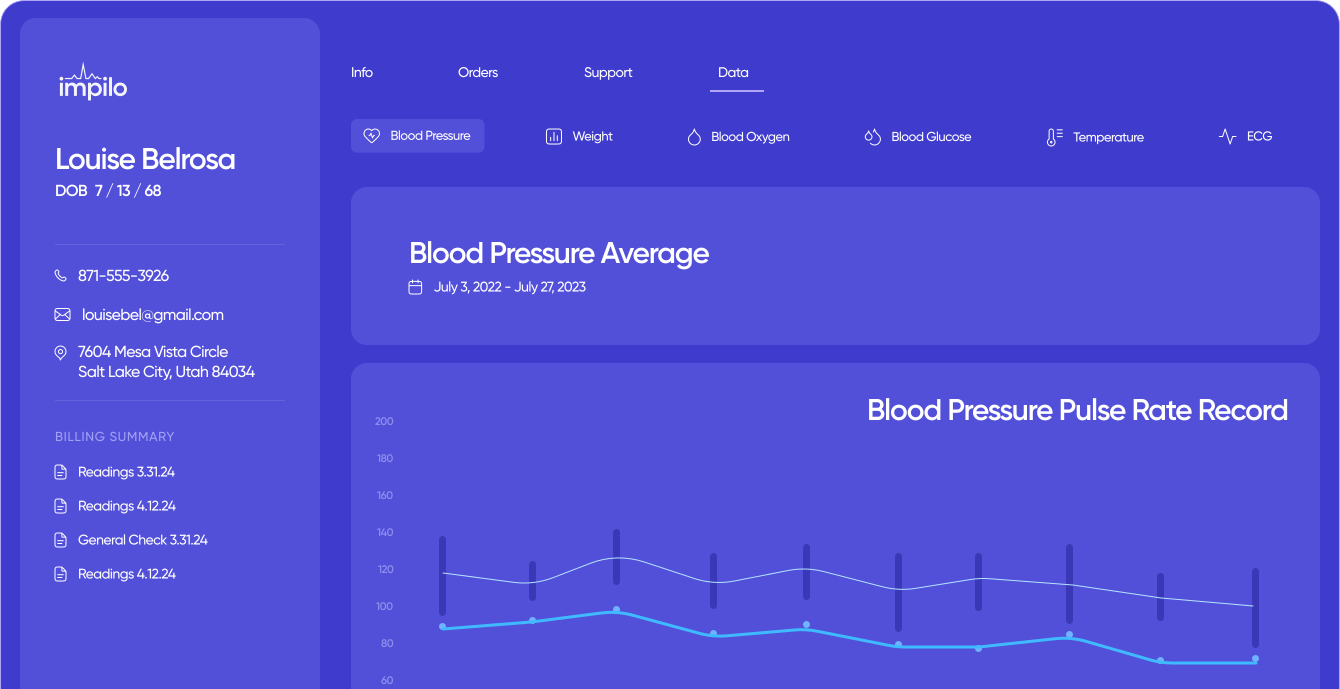 impilo
Louise Belrosa
DOB 7 / 13 / 68
871-555-3926
louisebel@gmail.com
7604 Mesa Vista Circle
Salt Lake City, Utah 84034
BILLING SUMMARY
Readings 3.31.24
Readings 4.12.24
General Check 3.31.24
Readings 4.12.24
Info Orders Support Data
Blood Pressure Weight Blood Oxygen Blood Glucose Temperature ECG
Blood Pressure Average
July 3, 2022 - July 27, 2023
Blood Pressure Pulse Rate Record
200
180
160
140
120
100
80
60